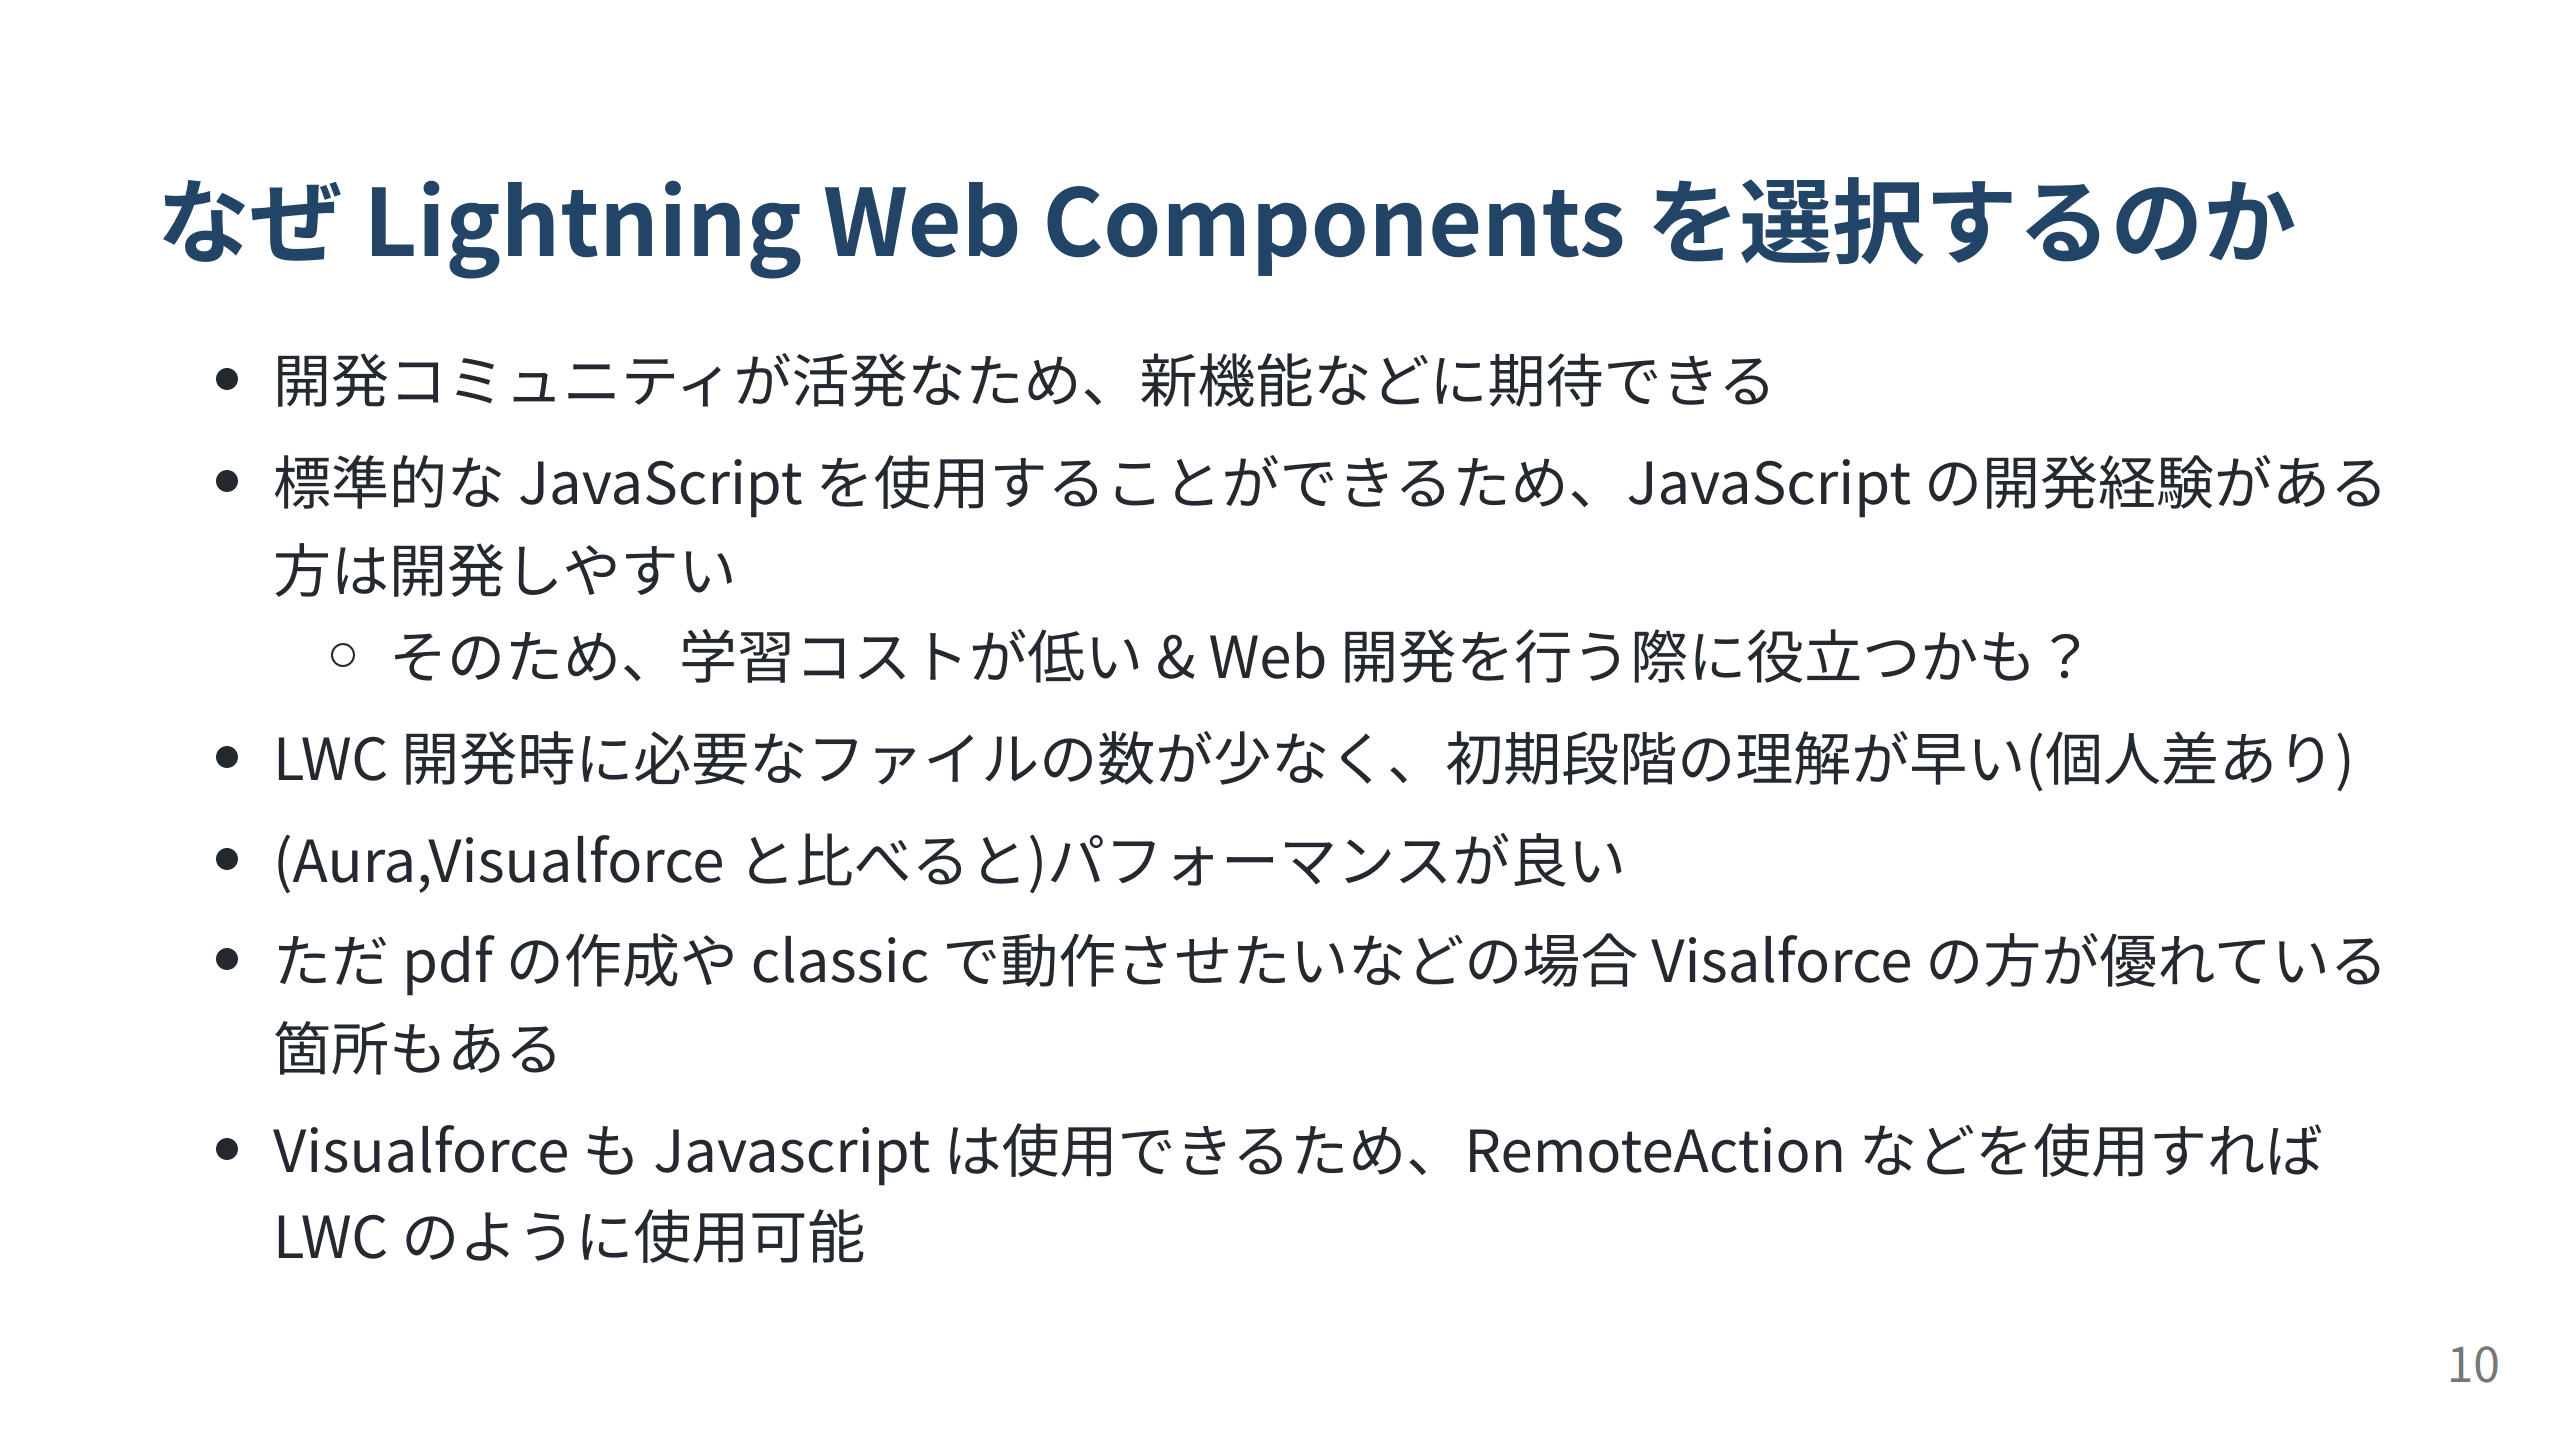 なぜ Lightning Web Components を選択するのか
開発コミュニティが活発なため、新機能などに期待できる
標準的な JavaScript を使用することができるため、JavaScript の開発経験がある
方は開発しやすい
そのため、学習コストが低い & Web 開発を行う際に役立つかも？
LWC 開発時に必要なファイルの数が少なく、初期段階の理解が早い(個人差あり)
(Aura,Visualforce と比べると)パフォーマンスが良い
ただ pdf の作成や classic で動作させたいなどの場合 Visalforce の方が優れている
箇所もある
Visualforce も Javascript は使用できるため、RemoteAction などを使用すれば
LWC のように使用可能
10